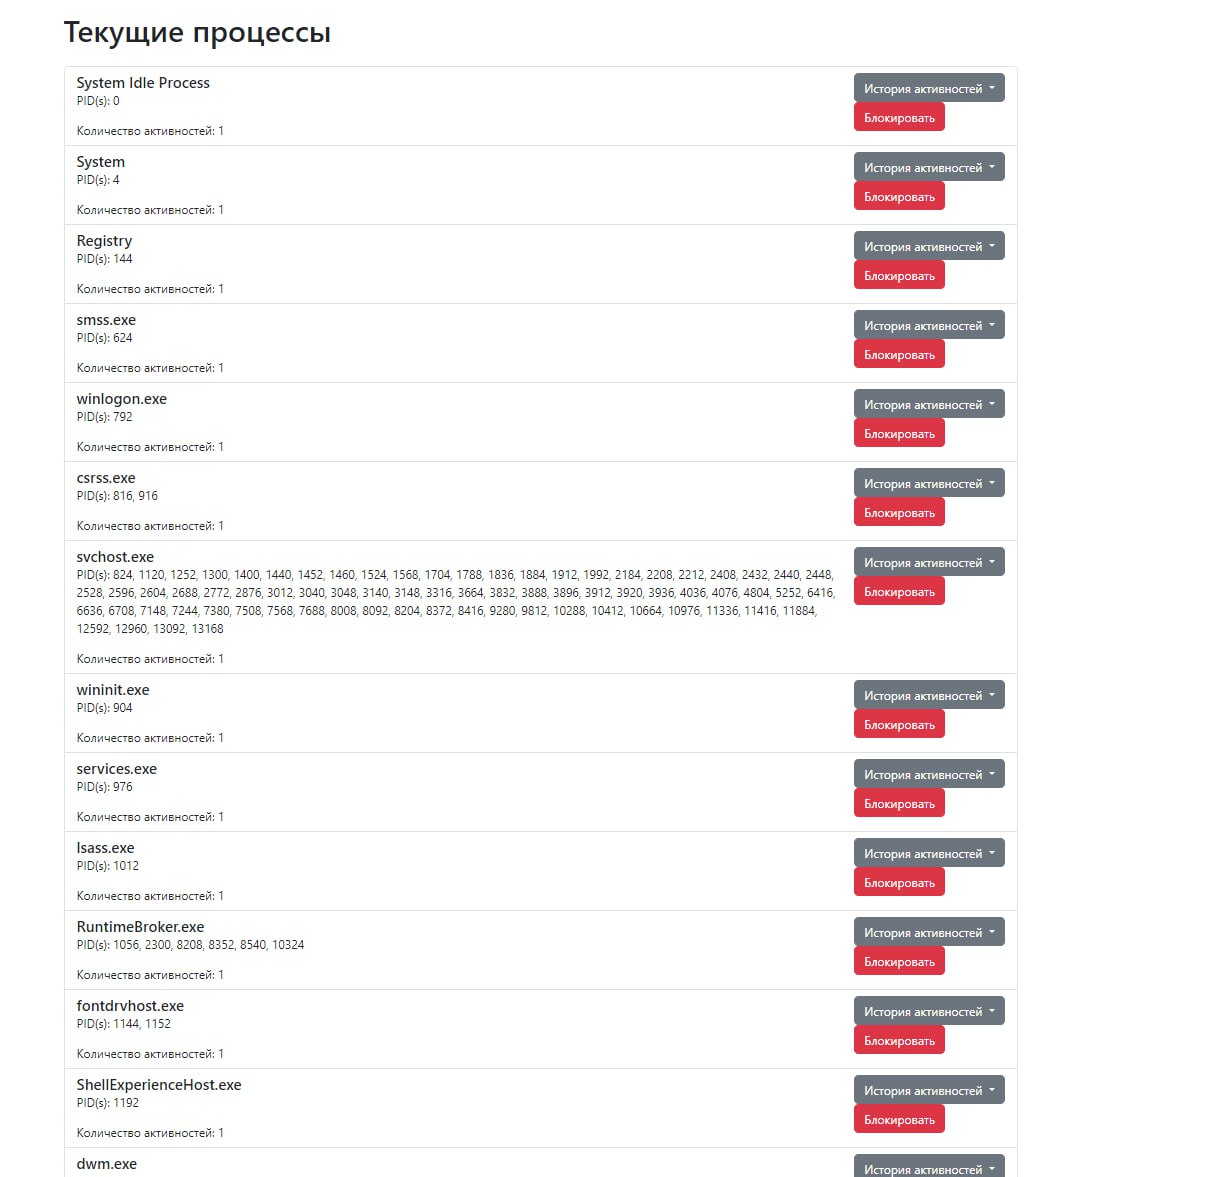 Текущие процессы
System Idle Process
PID(s): 0
Количество активностей: 1
История активностей
Блокировать
System
PID(s): 4
Количество активностей: 1
История активностей
Блокировать
Registry
PID(s): 144
Количество активностей: 1
История активностей
Блокировать
smss.exe
PID(s): 624
Количество активностей: 1
История активностей
Блокировать
winlogon.exe
PID(s): 792
Количество активностей: 1
История активностей
Блокировать
csrss.exe
PID(s): 816, 916
Количество активностей: 1
История активностей
Блокировать
svchost.exe
PID(s): 824, 1120, 1252, 1300, 1400, 1440, 1452, 1460, 1524, 1568, 1704, 1788, 1836, 1884, 1912, 1992, 2184, 2208, 2212, 2408, 2432, 2440, 2448,
2528, 2596, 2604, 2688, 2772, 2876, 3012, 3040, 3048, 3140, 3148, 3316, 3664, 3832, 3888, 3896, 3912, 3920, 3936, 4036, 4076, 4804, 5252, 6416,
6636, 6708, 7148, 7244, 7380, 7508, 7568, 7688, 8008, 8092, 8204, 8372, 8416, 9280, 9812, 10288, 10412, 10664, 10976, 11336, 11416, 11884,
12592, 12960, 13092, 13168
Количество активностей: 1
История активностей
Блокировать
wininit.exe
PID(s): 904
Количество активностей: 1
История активностей
Блокировать
services.exe
PID(s): 976
Количество активностей: 1
История активностей
Блокировать
lsass.exe
PID(s): 1012
Количество активностей: 1
История активностей
Блокировать
RuntimeBroker.exe
PID(s): 1056, 2300, 8208, 8352, 8540, 10324
Количество активностей: 1
История активностей
Блокировать
fontdrvhost.exe
PID(s): 1144, 1152
Количество активностей: 1
История активностей
Блокировать
ShellExperienceHost.exe
PID(s): 1192
Количество активностей: 1
История активностей
Блокировать
dwm.exe
История активностей